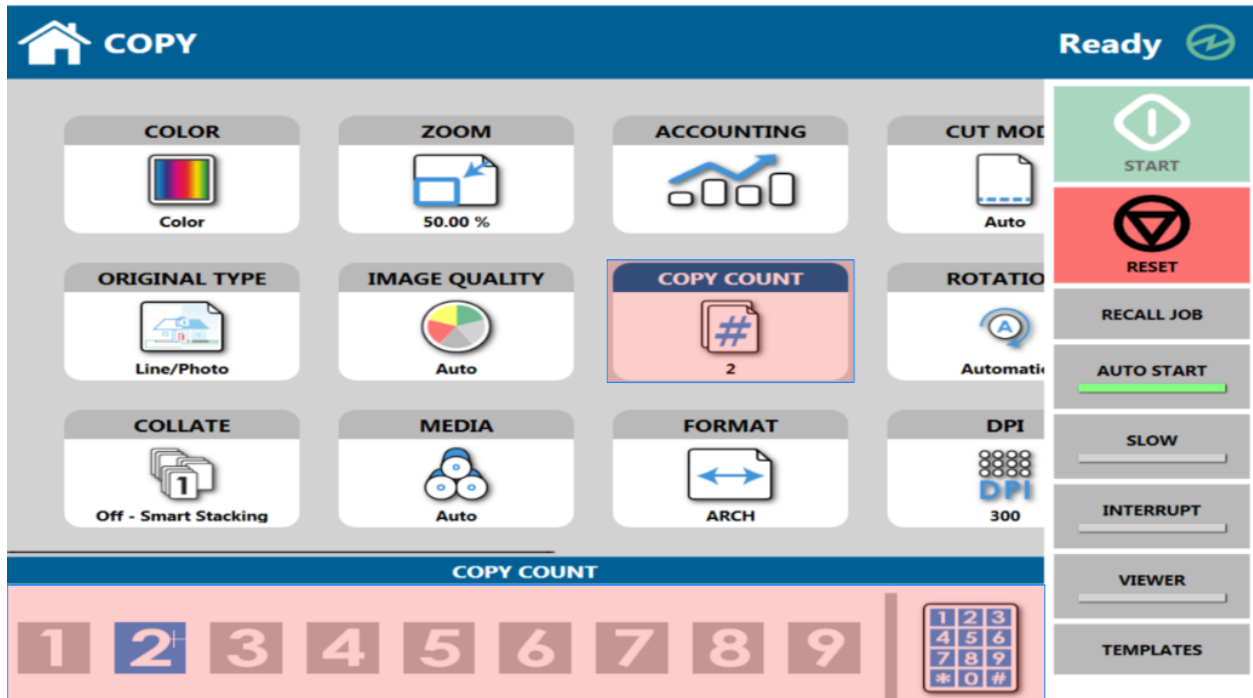 COPY
Ready
COLOR
Color
ZOOM
50.00 %
ACCOUNTING
CUT MOD
Auto
ORIGINAL TYPE
Line/Photo
IMAGE QUALITY
Auto
COPY COUNT
#
2
ROTATIO
A
Automatic
COLLATE
1
Off - Smart Stacking
MEDIA
Auto
FORMAT
ARCH
DPI
DPI
300
COPY COUNT
1 2 3 4 5 6 7 8 9
1 2 3
4 5 6
7 8 9
* 0 #
START
RESET
RECALL JOB
AUTO START
SLOW
INTERRUPT
VIEWER
TEMPLATES